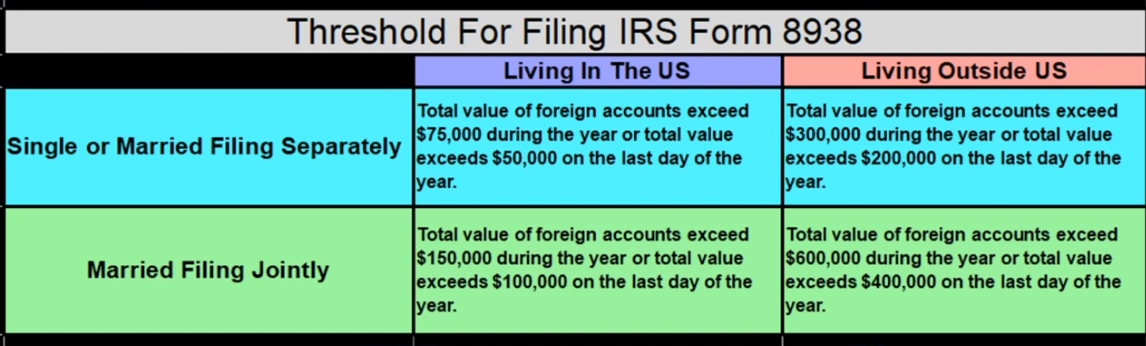 Threshold For Filing IRS Form 8938
Living In The US
Living Outside US
Single or Married Filing Separately
Total value of foreign accounts exceed
$75,000 during the year or total value
exceeds $50,000 on the last day of the
year.
Total value of foreign accounts exceed
$300,000 during the year or total value
exceeds $200,000 on the last day of the
year.
Married Filing Jointly
Total value of foreign accounts exceed
$150,000 during the year or total value
exceeds $100,000 on the last day of the
year.
Total value of foreign accounts exceed
$600,000 during the year or total value
exceeds $400,000 on the last day of the
year.